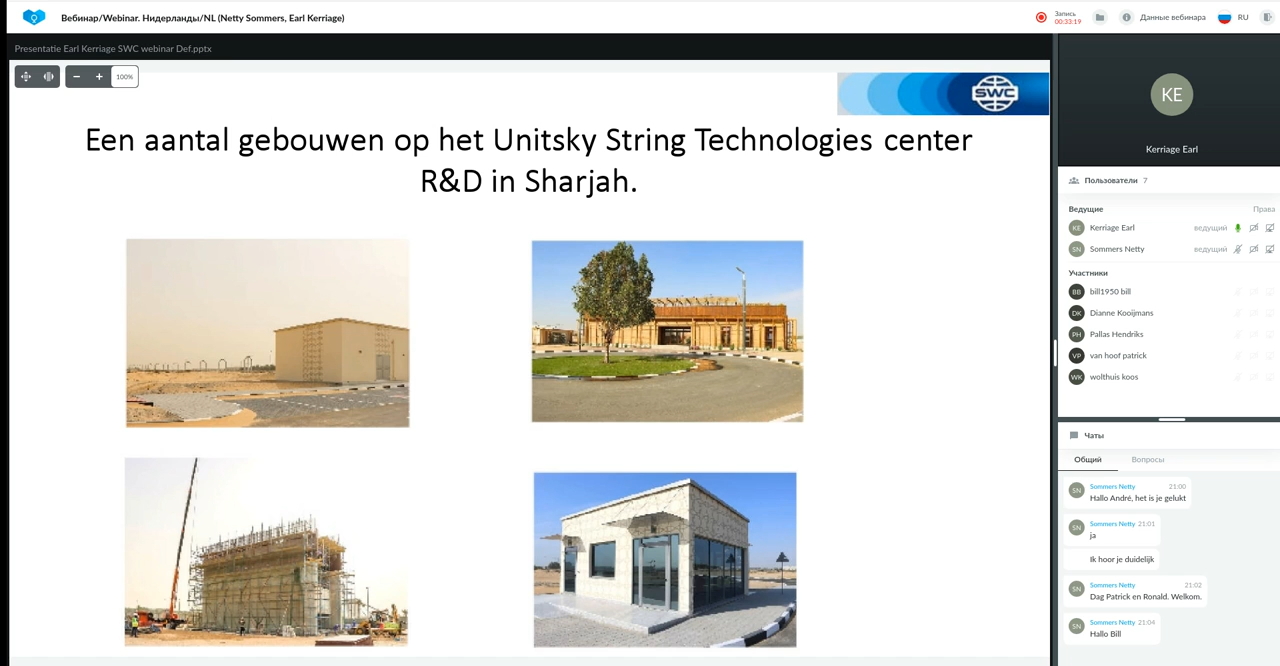 Вебинар/Webinar. Нидерланды/NL (Netty Sommers, Earl Kerriage)
Запись
00:33:19
Данные вебинара
RU
Presentatie Earl Kerriage SWC webinar Def.pptx
100%
SWC
Een aantal gebouwen op het Unitsky String Technologies center
R&D in Sharjah.
KE
Kerriage Earl
Пользователи 7
Ведущие Права
KE Kerriage Earl ведущий
SN Sommers Netty ведущий
Участники
BB bill1950 bill
DK Dianne Kooijmans
PH Pallas Hendriks
VP van hoof patrick
WK wolthuis koos
Чаты
Общий Вопросы
SN Sommers Netty 21:00
Hallo André, het is je gelukt
SN Sommers Netty 21:01
ja
Ik hoor je duidelijk
SN Sommers Netty 21:02
Dag Patrick en Ronald. Welkom.
SN Sommers Netty 21:04
Hallo Bill